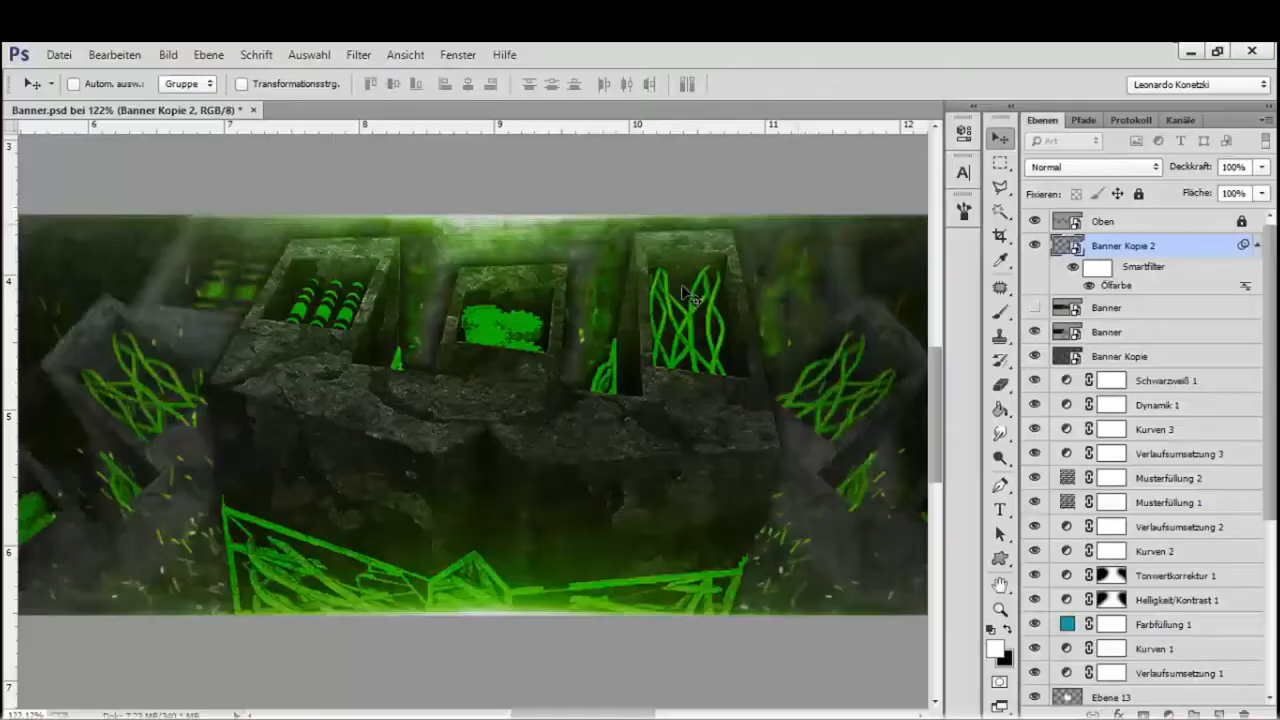 Ps Datei Bearbeiten Bild Ebene Schrift Auswahl Filter Ansicht Fenster Hilfe
Autom. ausw.: Gruppe Transformationsstrg. Leonardo Konetzki
Banner.psd bei 122% (Banner Kopie 2, RGB/8) * ×
6 7 8 9 10 11 12
3
4
5
6
7
Ebenen Pfade Protokoll Kanäle
Art
Normal Deckkraft: 100%
Fixieren: Fläche: 100%
Oben
Banner Kopie 2
Smartfilter
Ölfarbe
Banner
Banner
Banner Kopie
Schwarzweiß 1
Dynamik 1
Kurven 3
Verlaufsumsetzung 3
Musterfüllung 2
Musterfüllung 1
Verlaufsumsetzung 2
Kurven 2
Tonwertkorrektur 1
Helligkeit/Kontrast 1
Farbfüllung 1
Kurven 1
Verlaufsumsetzung 1
Ebene 13